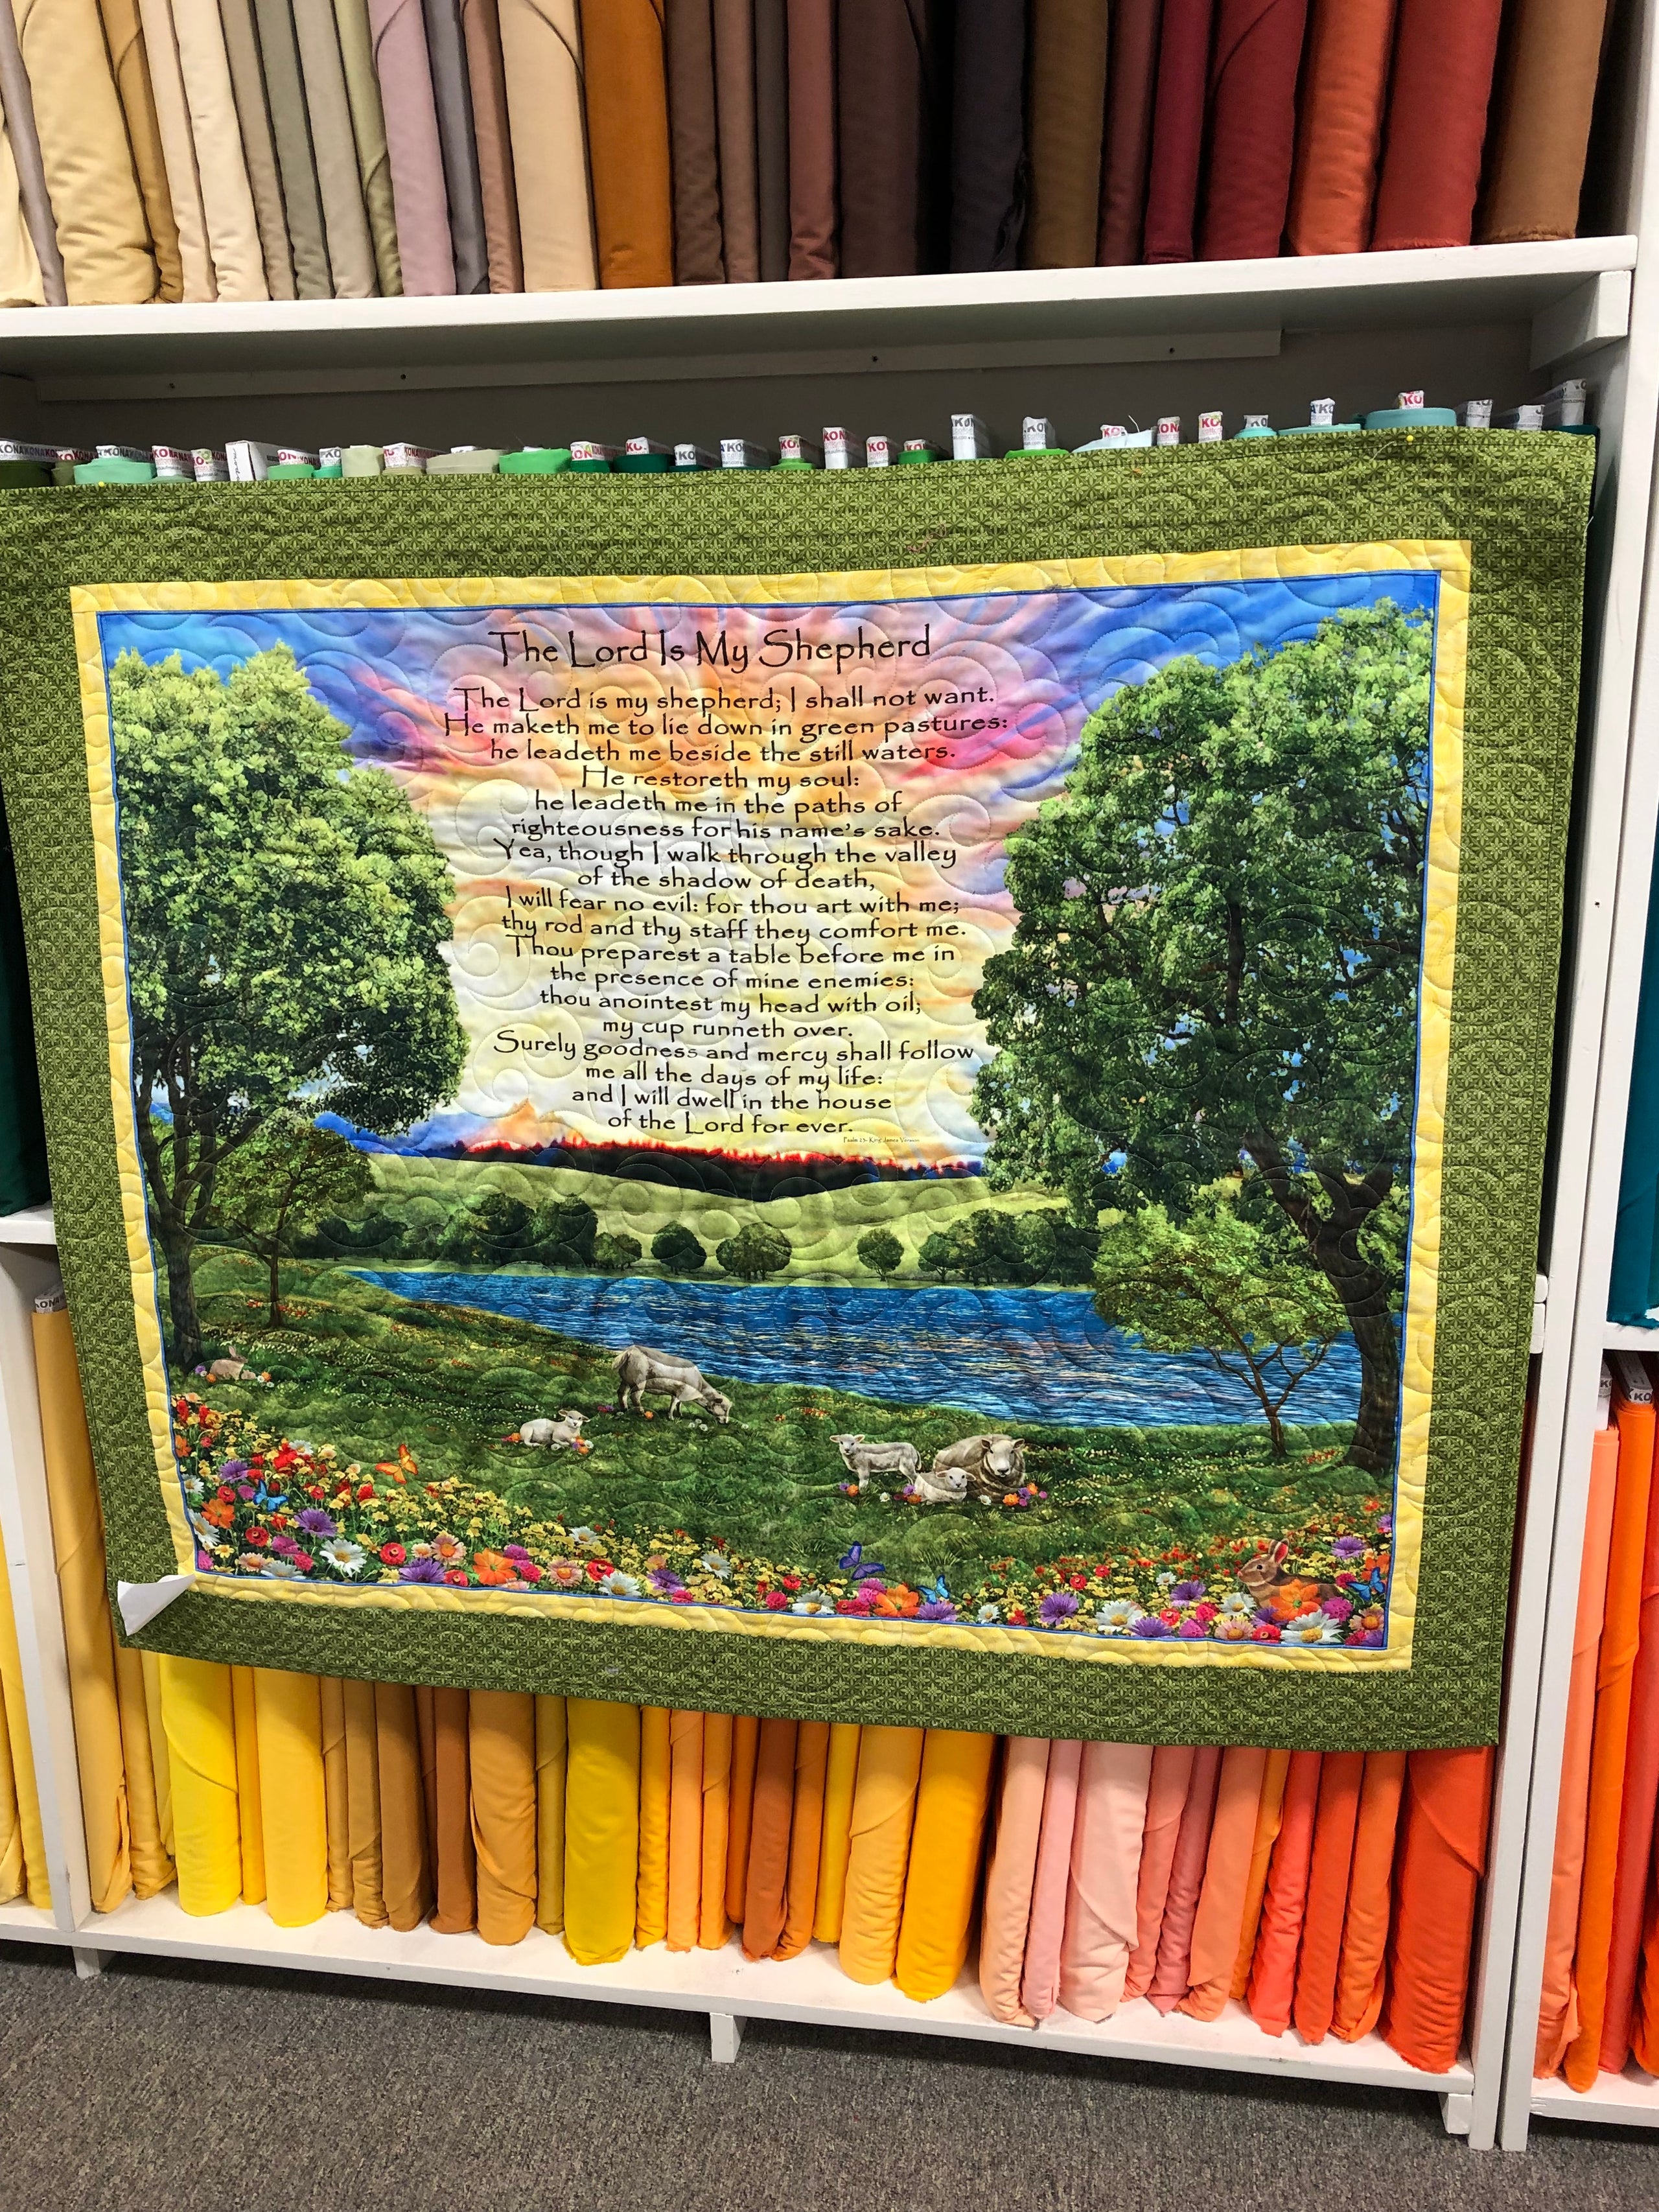 The Lord Is My Shepherd
The Lord is my shepherd; I shall not want.
He maketh me to lie down in green pastures:
he leadeth me beside the still waters.
He restoreth my soul:
he leadeth me in the paths of
righteousness for his name's sake.
Yea, though I walk through the valley
of the shadow of death,
I will fear no evil: for thou art with me;
thy rod and thy staff they comfort me.
Thou preparest a table before me in
the presence of mine enemies:
thou anointest my head with oil;
my cup runneth over.
Surely goodness and mercy shall follow
me all the days of my life:
and I will dwell in the house
of the Lord for ever.